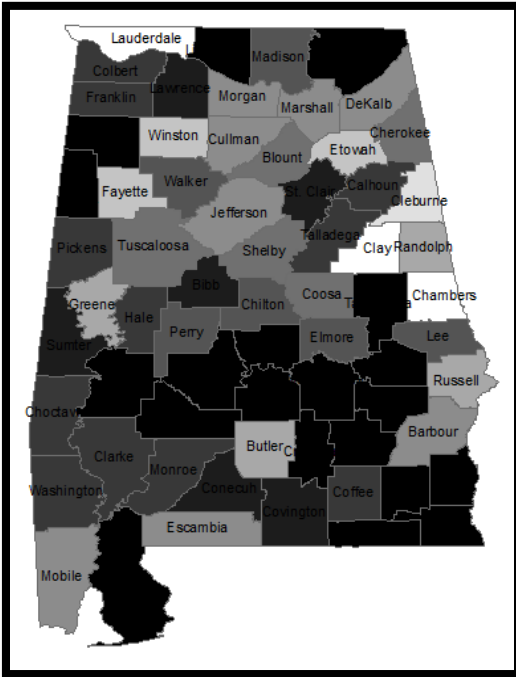 Lauderdale
Madison
Colbert
Lawrence
Franklin
Morgan
Marshall
DeKalb
Cherokee
Winston
Cullman
Etowah
Blount
Walker
St. Clair
Calhoun
Fayette
Cleburne
Jefferson
Talladega
Pickens
Tuscaloosa
Shelby
Clay
Randolph
Bibb
Coosa
Chambers
Greene
Hale
Chilton
Perry
Elmore
Lee
Sumter
Russell
Choctaw
Barbour
Butler
Clarke
Monroe
Washington
Conecuh
Coffee
Covington
Escambia
Mobile